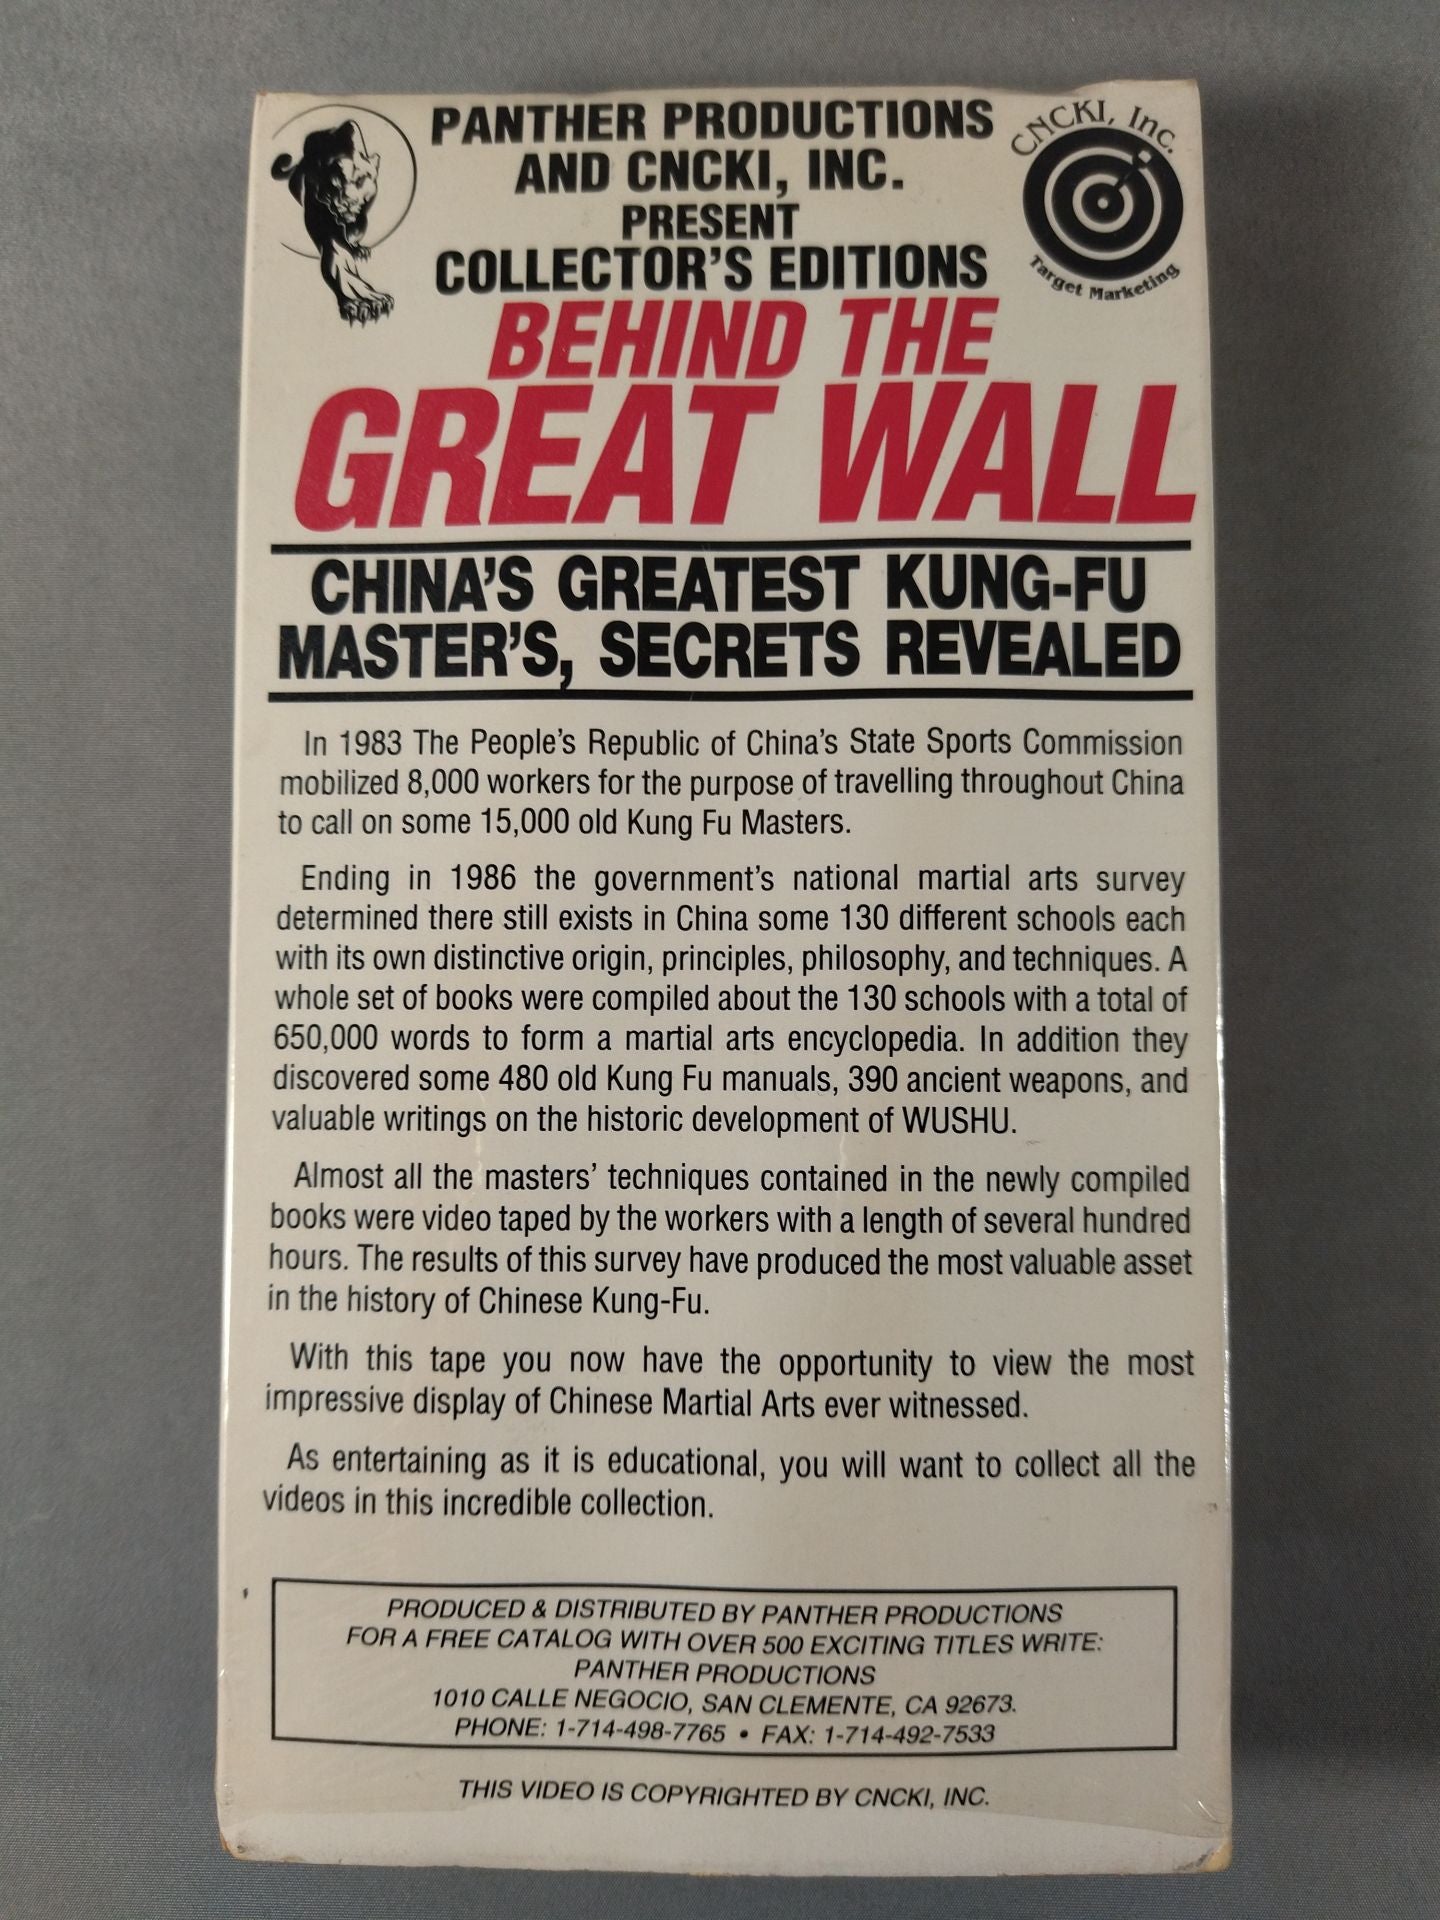 PANTHER PRODUCTIONS
AND CNCKI, INC.
PRESENT
COLLECTOR'S EDITIONS
CNCKI, Inc.
Target Marketing
BEHIND THE
GREAT WALL
CHINA'S GREATEST KUNG-FU
MASTER'S, SECRETS REVEALED
In 1983 The People's Republic of China's State Sports Commission
mobilized 8,000 workers for the purpose of travelling throughout China
to call on some 15,000 old Kung Fu Masters.
Ending in 1986 the government's national martial arts survey
determined there still exists in China some 130 different schools each
with its own distinctive origin, principles, philosophy, and techniques. A
whole set of books were compiled about the 130 schools with a total of
650,000 words to form a martial arts encyclopedia. In addition they
discovered some 480 old Kung Fu manuals, 390 ancient weapons, and
valuable writings on the historic development of WUSHU.
Almost all the masters' techniques contained in the newly compiled
books were video taped by the workers with a length of several hundred
hours. The results of this survey have produced the most valuable asset
in the history of Chinese Kung-Fu.
With this tape you now have the opportunity to view the most
impressive display of Chinese Martial Arts ever witnessed.
As entertaining as it is educational, you will want to collect all the
videos in this incredible collection.
PRODUCED & DISTRIBUTED BY PANTHER PRODUCTIONS
FOR A FREE CATALOG WITH OVER 500 EXCITING TITLES WRITE:
PANTHER PRODUCTIONS
1010 CALLE NEGOCIO, SAN CLEMENTE, CA 92673.
PHONE: 1-714-498-7765 • FAX: 1-714-492-7533
THIS VIDEO IS COPYRIGHTED BY CNCKI, INC.